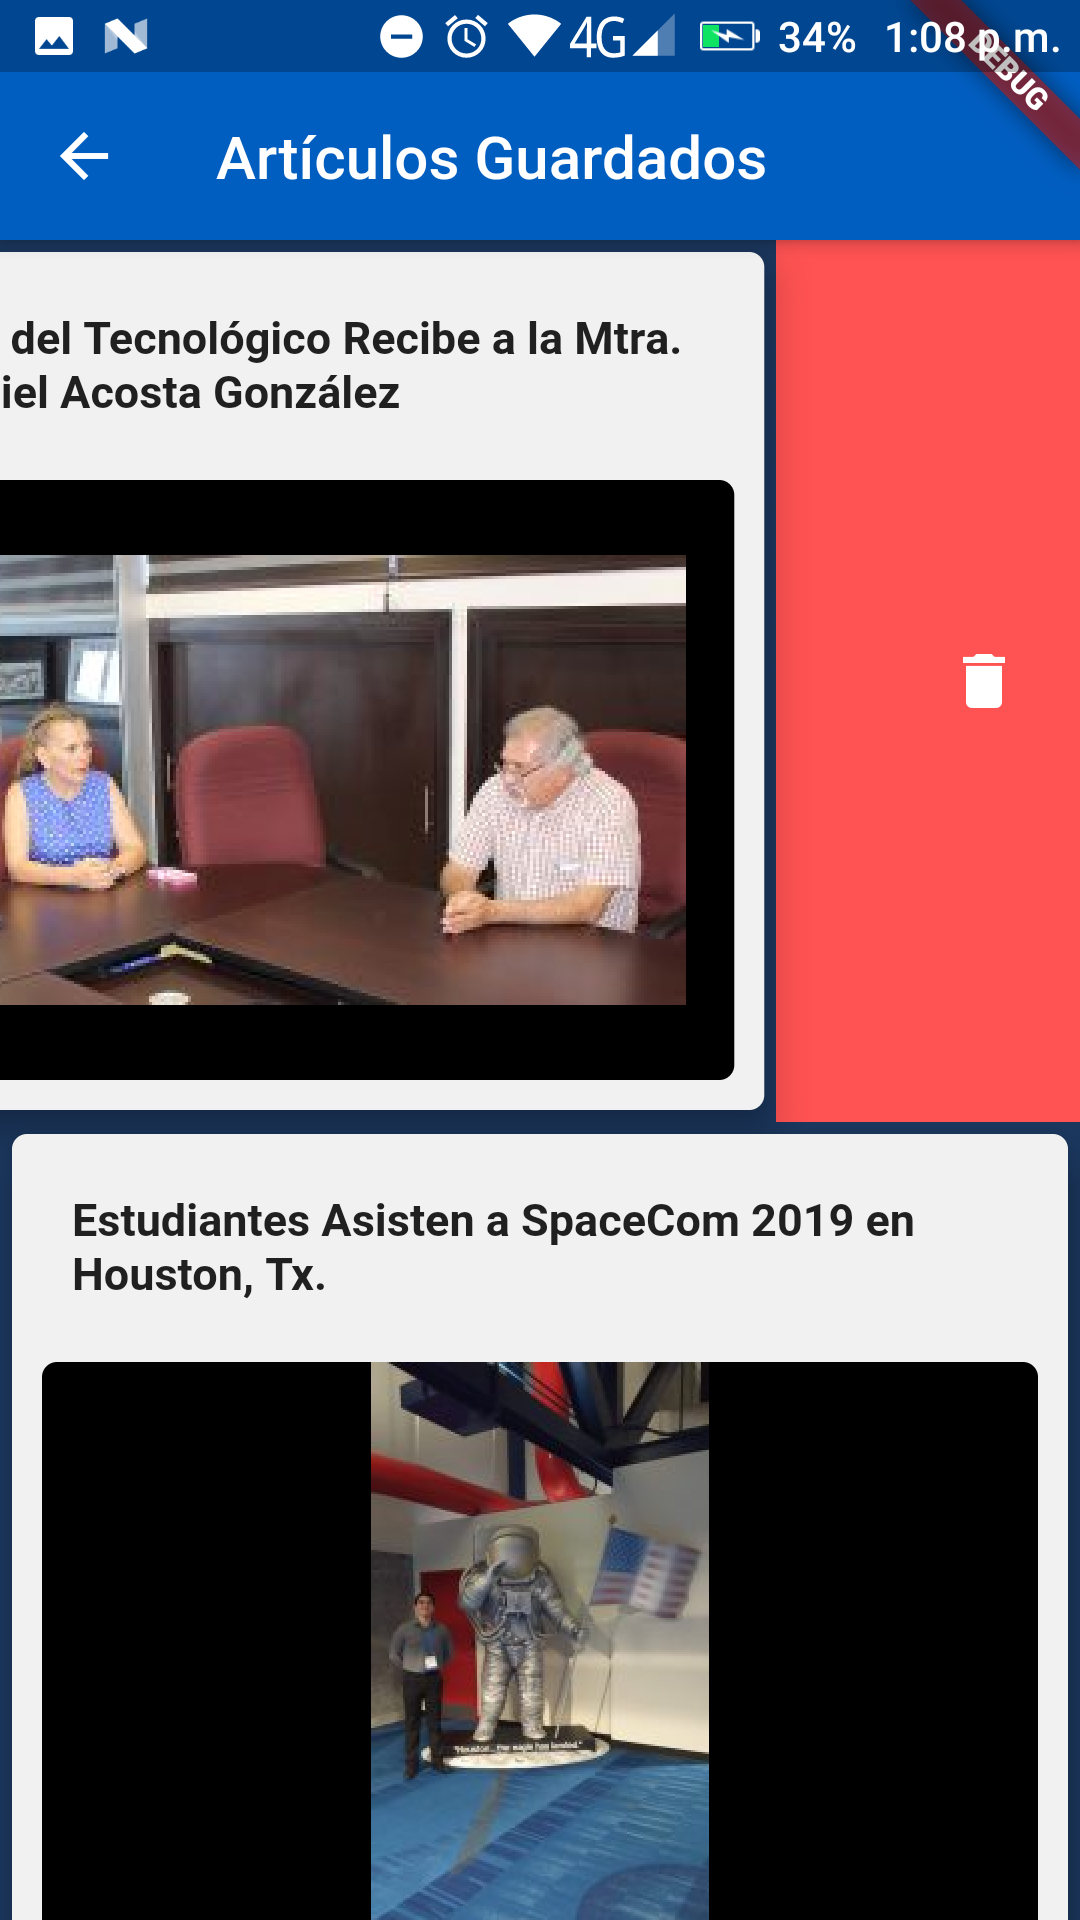 4G 34% 1:08 p.m.
DEBUG
Artículos Guardados
del Tecnológico Recibe a la Mtra.
iel Acosta González
Estudiantes Asisten a SpaceCom 2019 en
Houston, Tx.